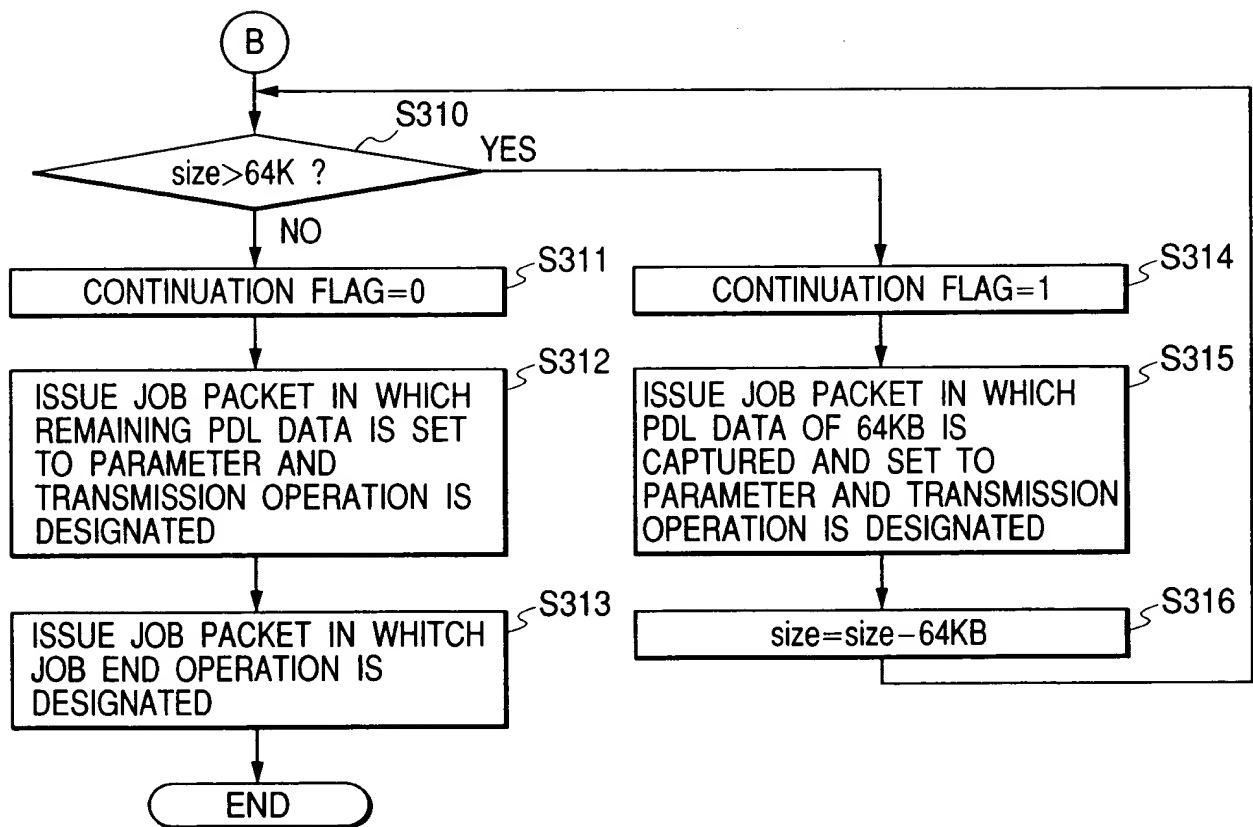 B
S310
size>64K ?
YES
NO
S311
CONTINUATION FLAG=0
S312
ISSUE JOB PACKET IN WHICH
REMAINING PDL DATA IS SET
TO PARAMETER AND
TRANSMISSION OPERATION IS
DESIGNATED
S313
ISSUE JOB PACKET IN WHITCH
JOB END OPERATION IS
DESIGNATED
END
S314
CONTINUATION FLAG=1
S315
ISSUE JOB PACKET IN WHICH
PDL DATA OF 64KB IS
CAPTURED AND SET TO
PARAMETER AND TRANSMISSION
OPERATION IS DESIGNATED
S316
size=size-64KB